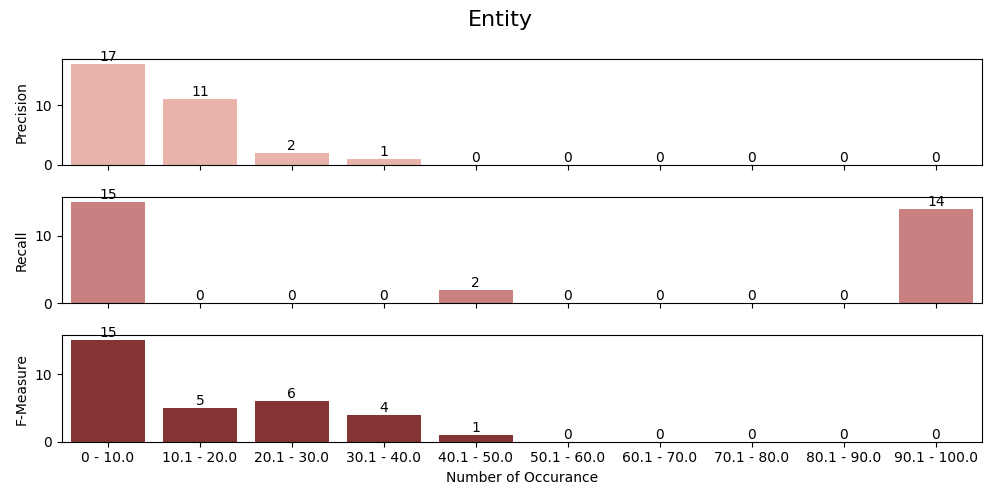 Entity
Precision
10
0
17 11 2 1 0 0 0 0 0 0
Recall
10
0
15 0 0 0 2 0 0 0 0 14
F-Measure
10
0
15 5 6 4 1 0 0 0 0 0
0 - 10.0 10.1 - 20.0 20.1 - 30.0 30.1 - 40.0 40.1 - 50.0 50.1 - 60.0 60.1 - 70.0 70.1 - 80.0 80.1 - 90.0 90.1 - 100.0
Number of Occurance